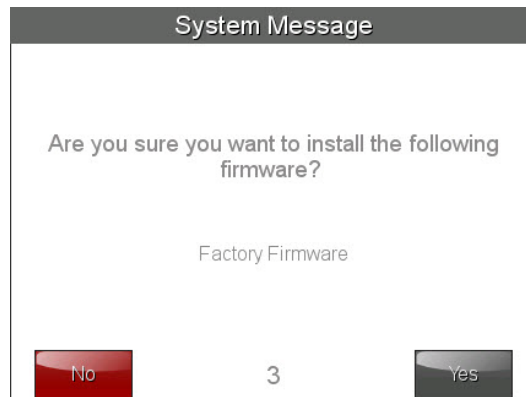 System Message
Are you sure you want to install the following
firmware?
Factory Firmware
No
3
Yes